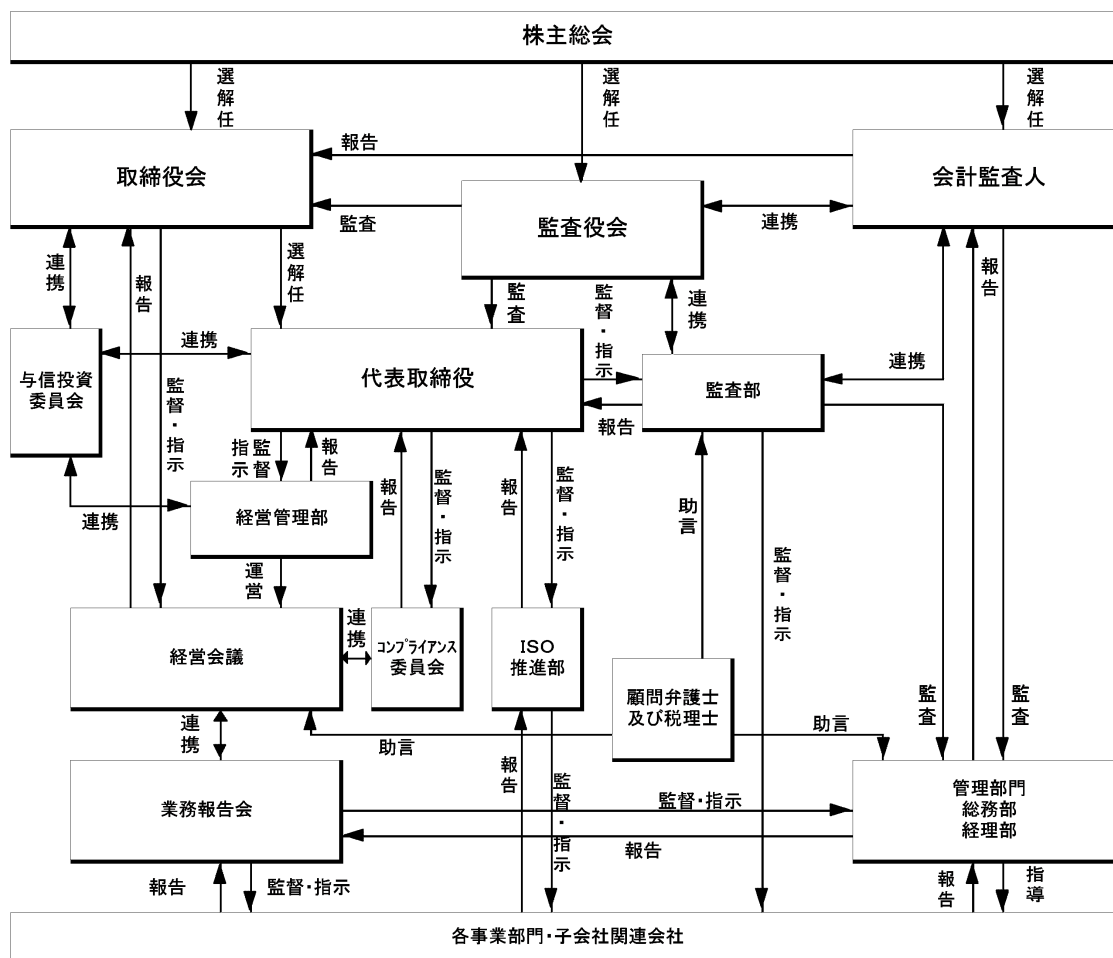 株主総会
選解任
選解任
選解任
取締役会
報告
会計監査人
監査役会
監査
連携
連携
報告
選解任
監査
監督・指示
連携
報告
与信投資
委員会
連携
代表取締役
監査部
連携
報告
監督・指示
監督
指示
報告
報告
監督・指示
報告
監督・指示
助言
監督・指示
経営管理部
連携
運営
経営会議
連携
コンプライアンス
委員会
ISO
推進部
顧問弁護士
及び税理士
監査
監査
連携
助言
助言
報告
監督・指示
業務報告会
監督・指示
報告
管理部門
総務部
経理部
報告
監督・指示
報告
指導
各事業部門・子会社関連会社